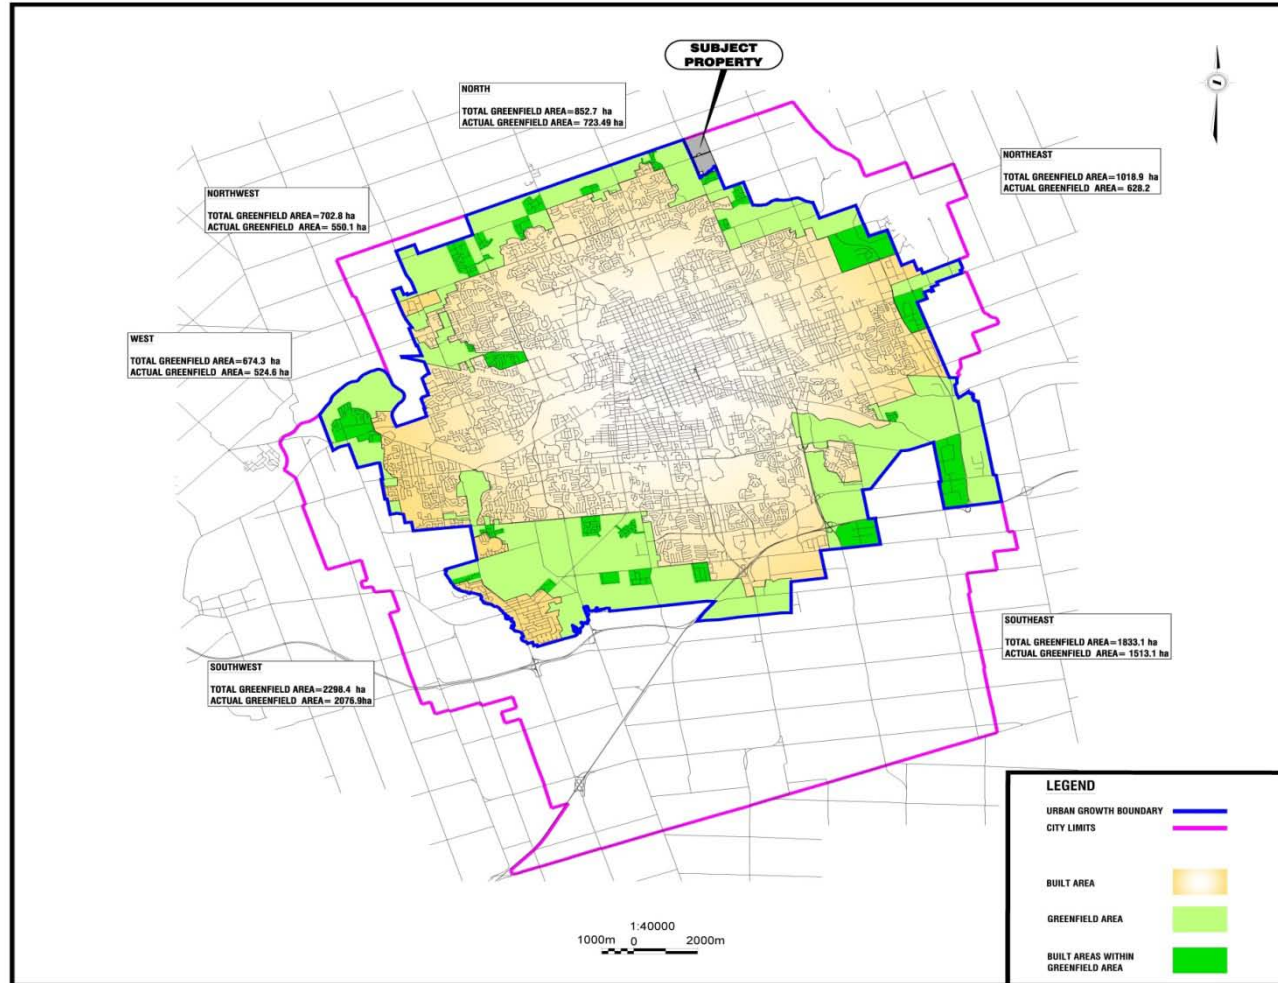 SUBJECT
PROPERTY
NORTH
TOTAL GREENFIELD AREA=852.7 ha
ACTUAL GREENFIELD AREA= 723.49 ha
NORTHEAST
TOTAL GREENFIELD AREA=1018.9 ha
ACTUAL GREENFIELD AREA = 628.2
NORTHWEST
TOTAL GREENFIELD AREA=702.8 ha
ACTUAL GREENFIELD AREA = 550.1 ha
WEST
TOTAL GREENFIELD AREA=674.3 ha
ACTUAL GREENFIELD AREA = 524.6 ha
SOUTHEAST
TOTAL GREENFIELD AREA=1833.1 ha
ACTUAL GREENFIELD AREA = 1513.1 ha
SOUTHWEST
TOTAL GREENFIELD AREA=2298.4 ha
ACTUAL GREENFIELD AREA = 2076.9ha
LEGEND
URBAN GROWTH BOUNDARY
CITY LIMITS
BUILT AREA
GREENFIELD AREA
BUILT AREAS WITHIN
GREENFIELD AREA
1:40000
1000m 0 2000m